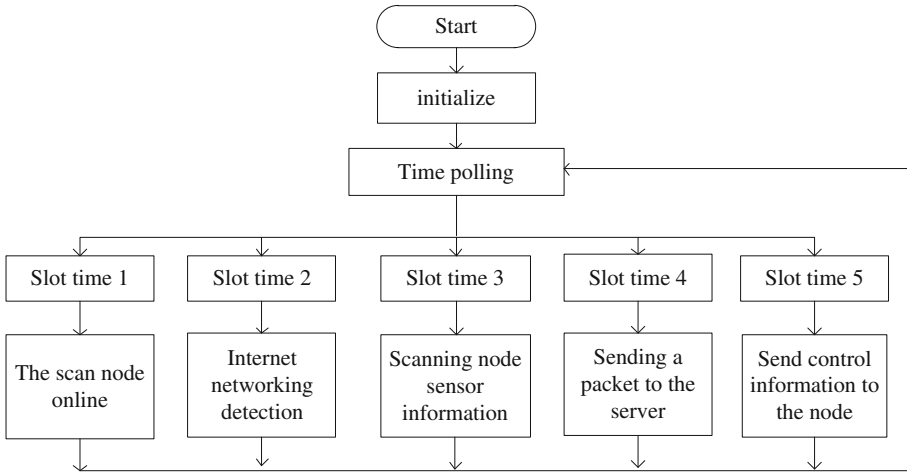 Start
initialize
Time polling
Slot time 1
Slot time 2
Slot time 3
Slot time 4
Slot time 5
The scan node
online
Internet
networking
detection
Scanning node
sensor
information
Sending a
packet to the
server
Send control
information to
the node